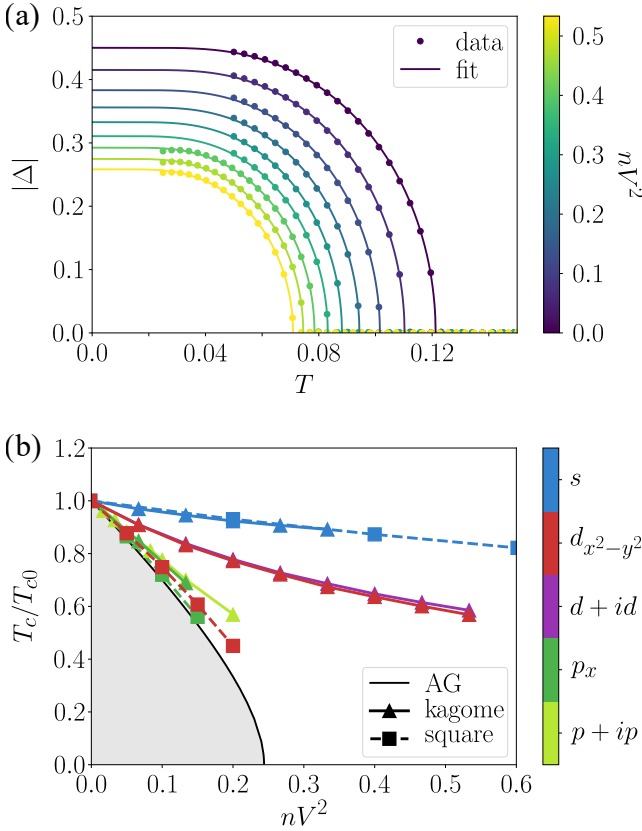 (a)
0.5
0.4
0.3
0.2
0.1
0.0
|Δ|
0.0 0.04 0.08 0.12
T
data
fit
0.5
0.4
0.3
0.2
0.1
0.0
nV²
(b)
1.2
1.0
0.8
0.6
0.4
0.2
0.0
T_c/T_{c0}
0.0 0.1 0.2 0.3 0.4 0.5 0.6
nV²
AG
kagome
square
s
d_{x²−y²}
d + id
p_x
p + ip